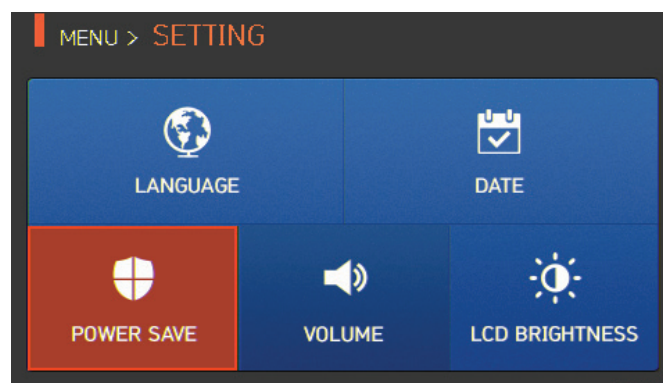 MENU > SETTING
LANGUAGE
DATE
POWER SAVE
VOLUME
LCD BRIGHTNESS